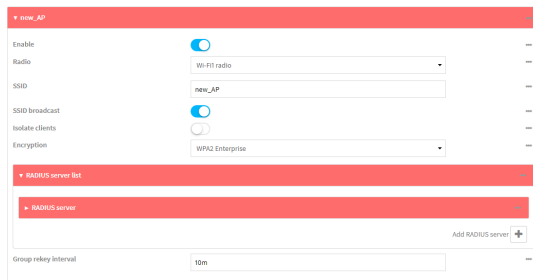 new_AP
Enable
Radio
Wi-Fi1 radio
SSID
new_AP
SSID broadcast
Isolate clients
Encryption
WPA2 Enterprise
RADIUS server list
RADIUS server
Add RADIUS server
Group rekey interval
10m